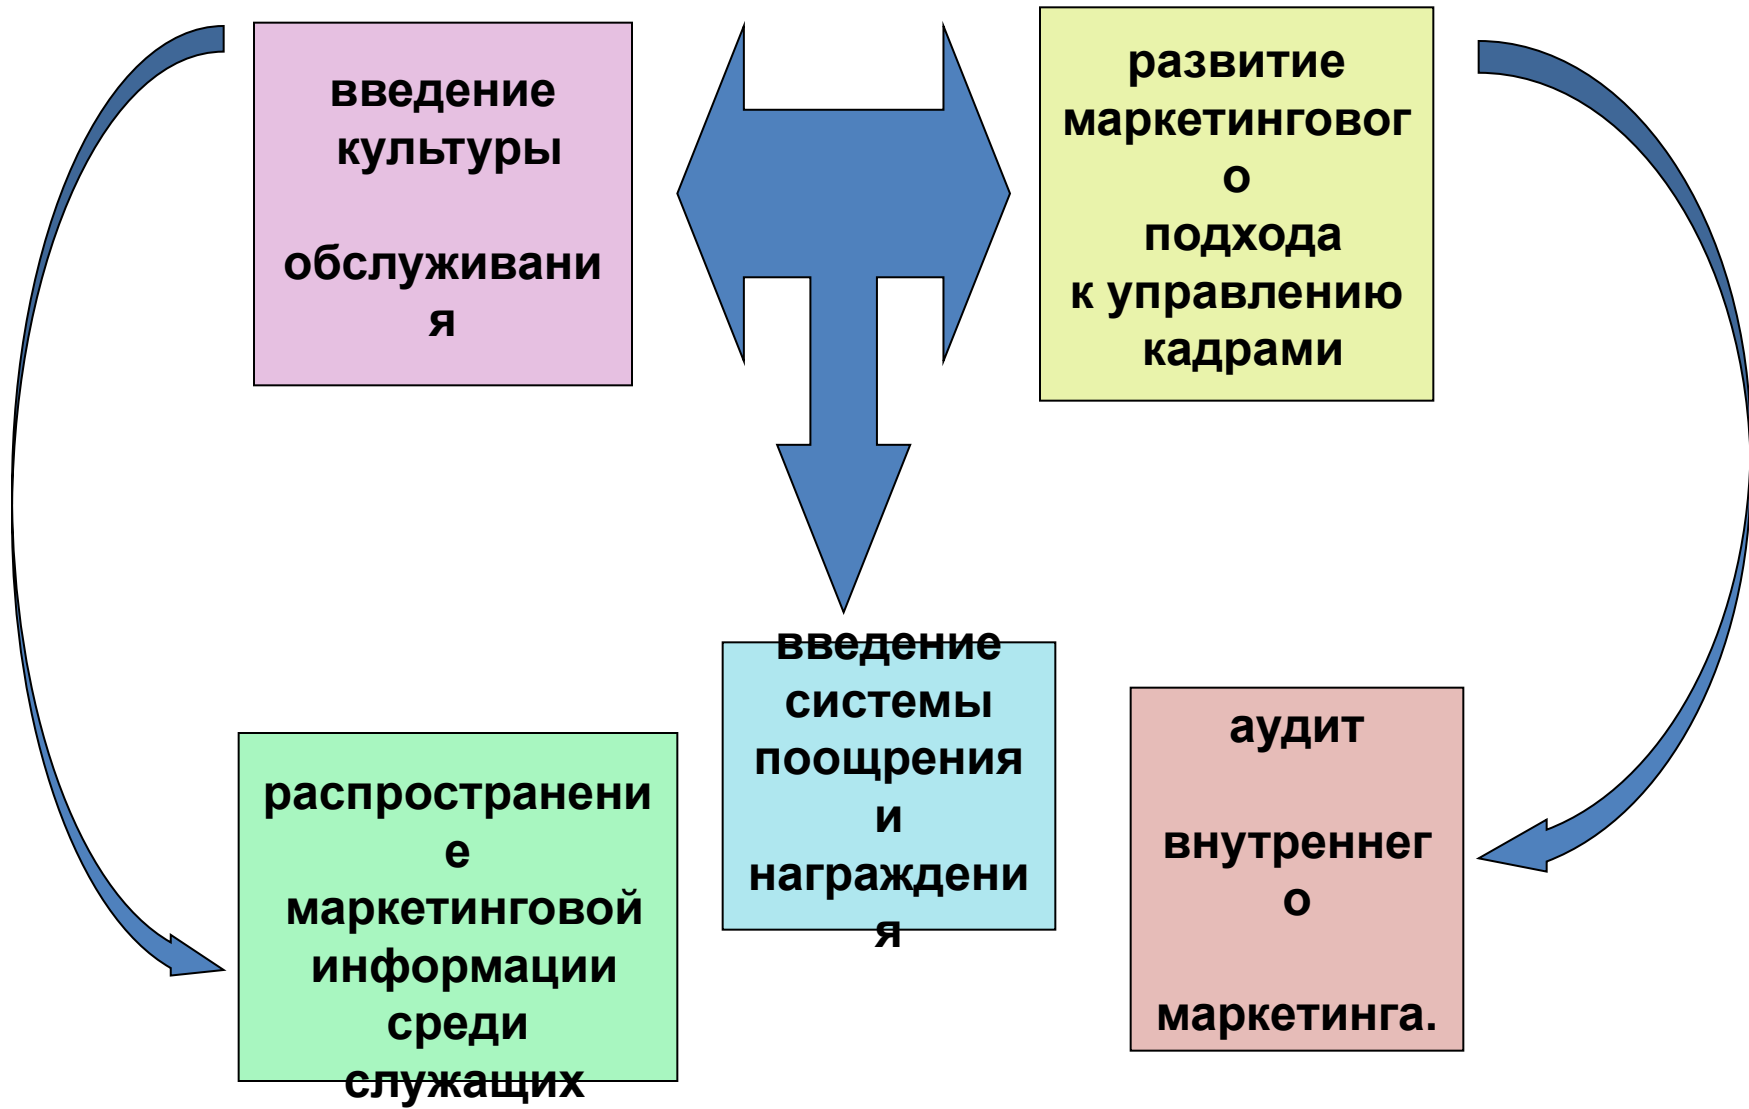 введение
культуры
обслуживани
я
развитие
маркетинговог
о
подхода
к управлению
кадрами
введение
системы
поощрения
и
награждени
я
распространени
е
маркетинговой
информации
среди
служащих
аудит
внутреннег
о
маркетинга.